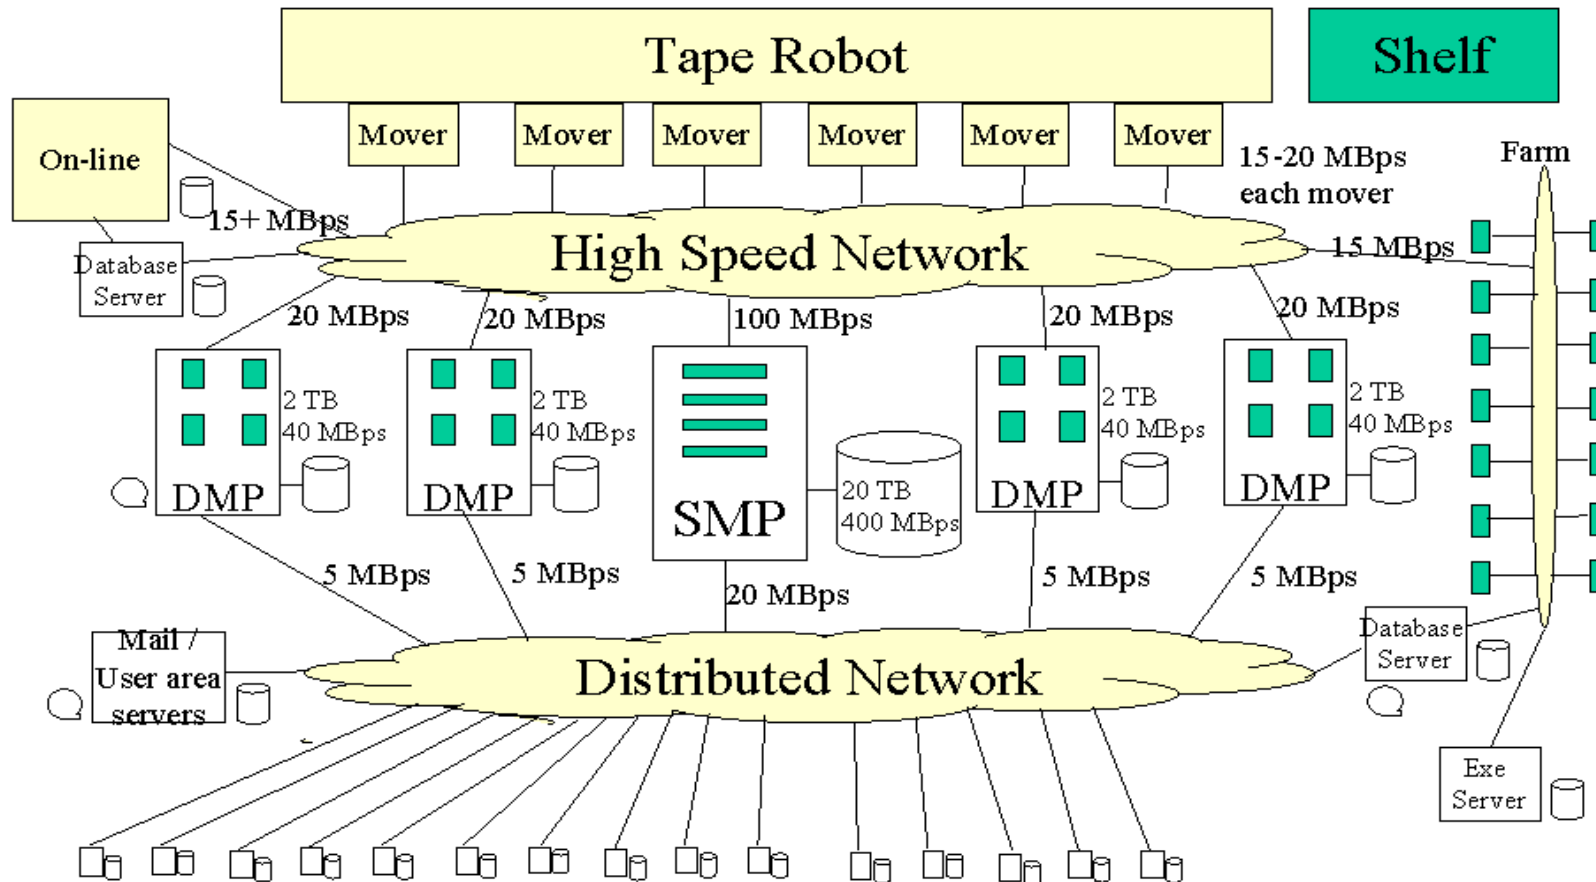 Tape Robot
Shelf
Mover
Mover
Mover
Mover
Mover
Mover
On-line
15-20 MBps
each mover
Farm
15+ MBps
High Speed Network
15 MBps
Database
Server
20 MBps
20 MBps
100 MBps
20 MBps
20 MBps
2 TB
40 MBps
2 TB
40 MBps
2 TB
40 MBps
2 TB
40 MBps
DMP
DMP
SMP
20 TB
400 MBps
DMP
DMP
5 MBps
5 MBps
20 MBps
5 MBps
5 MBps
Mail /
User area
servers
Distributed Network
Database
Server
Exe
Server